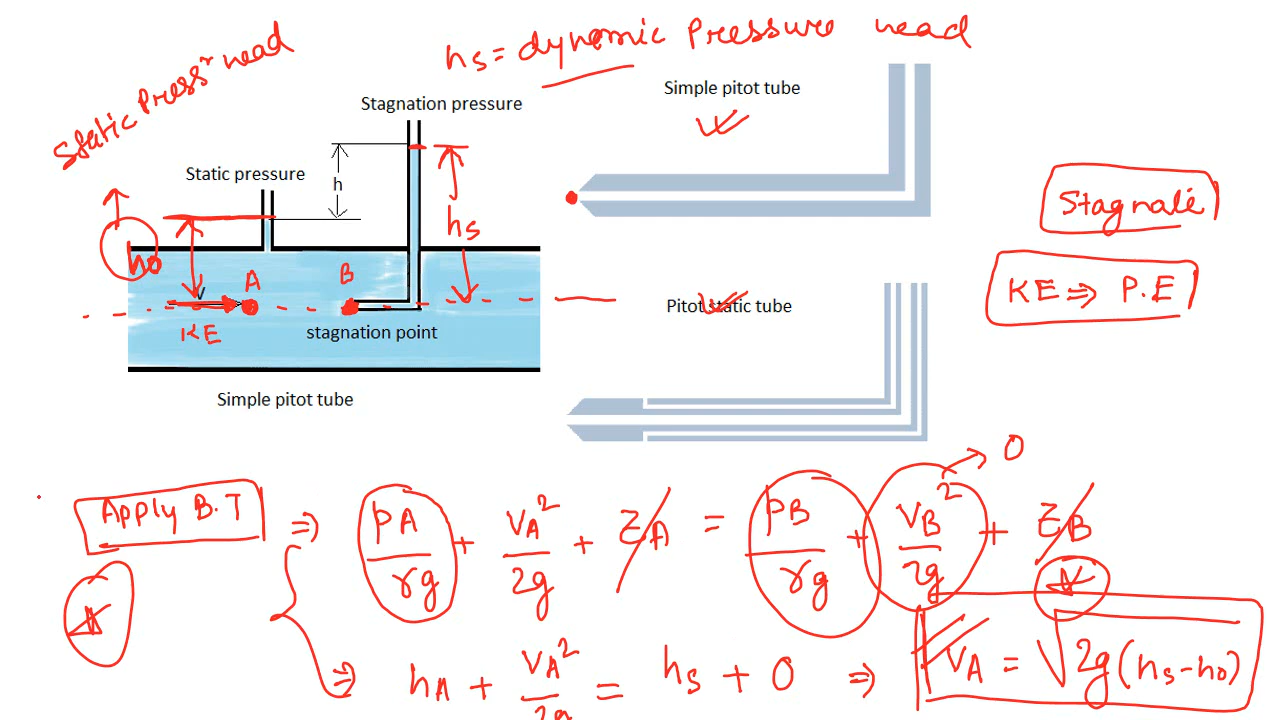 hs = dynamic Pressure head
Static Press^r head
Simple pitot tube
Stagnation pressure
Static pressure
h
hs
ho
Stagnate
KE ⇒ P.E
V
A
B
KE
stagnation point
Pitot static tube
Simple pitot tube
0
Apply B.T ⇒ PA/rg + VA²/2g + ZA = PB/rg + VB²/2g + ZB
⇒ hA + VA²/2g = hs + 0 ⇒ VA = √2g(hs-ho)